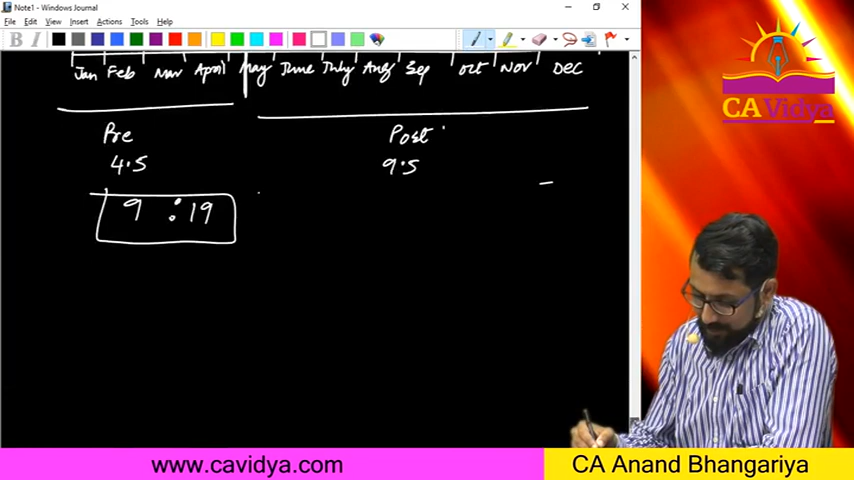 Note1 - Windows Journal
File Edit View Insert Actions Tools Help
B I
Jan Feb Mar April May June July Aug Sep Oct Nov DEC
Pre Post
4.5 9.5
9 : 19
CA Vidya
www.cavidya.com
CA Anand Bhangariya